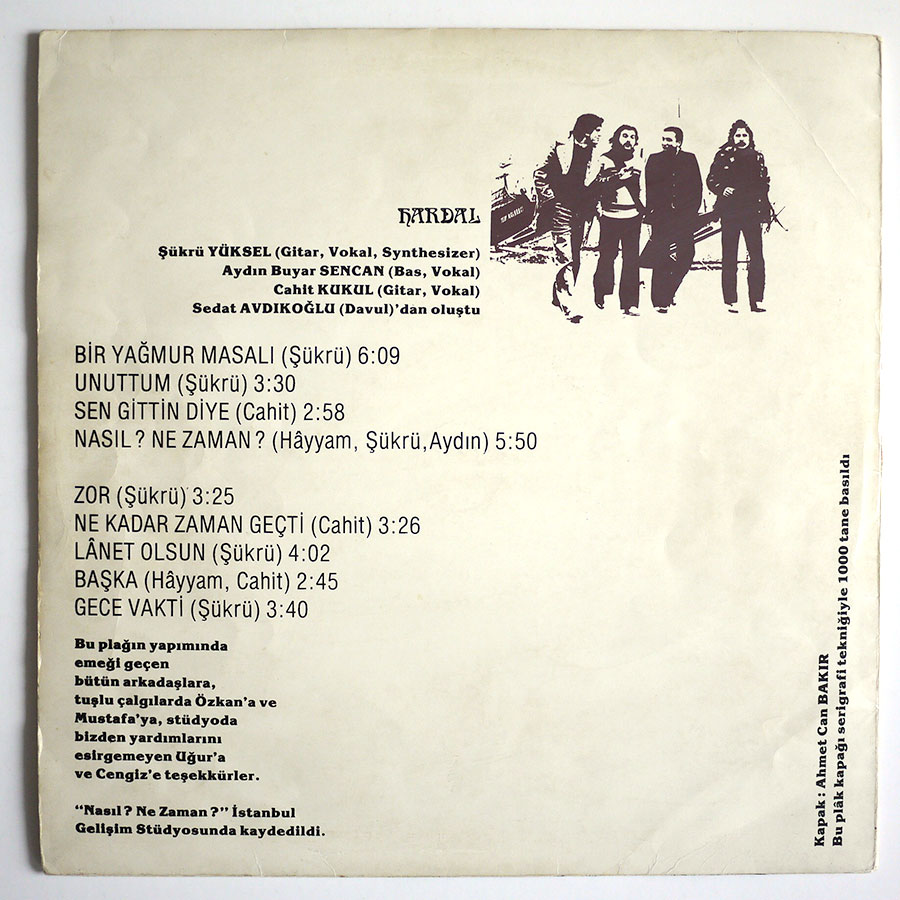 HARDAL
Şükrü YÜKSEL (Gitar, Vokal, Synthesizer)
Aydın Buyar SENCAN (Bas, Vokal)
Cahit KUKUL (Gitar, Vokal)
Sedat AVDIKOĞLU (Davul)'dan oluştu
BİR YAĞMUR MASALI (Şükrü) 6:09
UNUTTUM (Şükrü) 3:30
SEN GİTTİN DİYE (Cahit) 2:58
NASIL? NE ZAMAN? (Hâyyam, Şükrü,Aydın) 5:50
ZOR (Şükrü) 3:25
NE KADAR ZAMAN GEÇTİ (Cahit) 3:26
LÂNET OLSUN (Şükrü) 4:02
BAŞKA (Hâyyam, Cahit) 2:45
GECE VAKTİ (Şükrü) 3:40
Bu plağın yapımında
emeği geçen
bütün arkadaşlara,
tuşlu çalgılarda Özkan'a ve
Mustafa'ya, stüdyoda
bizden yardımlarını
esirgemeyen Uğur'a
ve Cengiz'e teşekkürler.
"Nasıl? Ne Zaman?" İstanbul
Gelişim Stüdyosunda kaydedildi.
Kapak : Ahmet Can BAKIR
Bu plâk kapağı serigrafi tekniğiyle 1000 tane basıldı